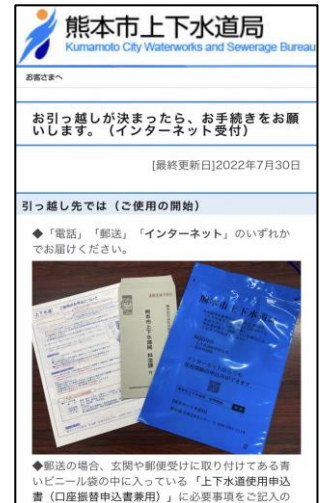 熊本市上下水道局
Kumamoto City Waterworks and Sewerage Bureau
お客さまへ
お引っ越しが決まったら、お手続きをお願
いします。（インターネット受付）
[最終更新日]2022年7月30日
引っ越し先では（ご使用の開始）
◆「電話」「郵送」「インターネット」のいずれか
でお届けください。
熊本市上下水道局
◆郵送の場合、玄関や郵便受けに取り付けてある青
いビニール袋の中に入っている「上下水道使用申込
書（口座振替申込書兼用）」に必要事項をご記入の